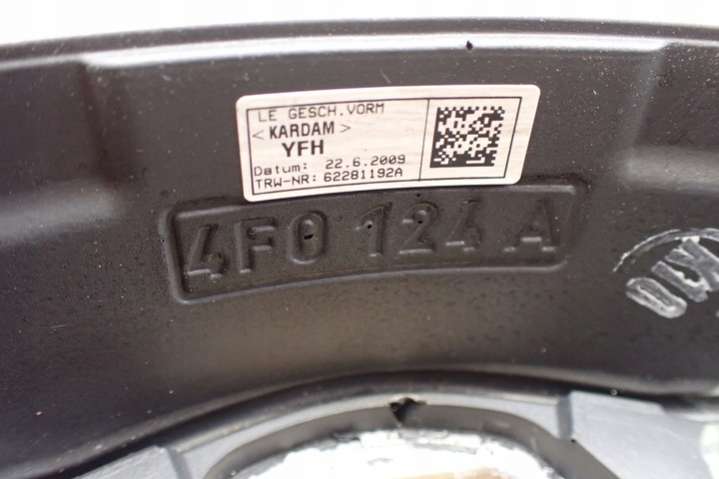 LE GESCH.VORM
< KARDAM >
YFH
Datum: 22.6.2009
TRW-NR: 62281192A
4F0 124 A